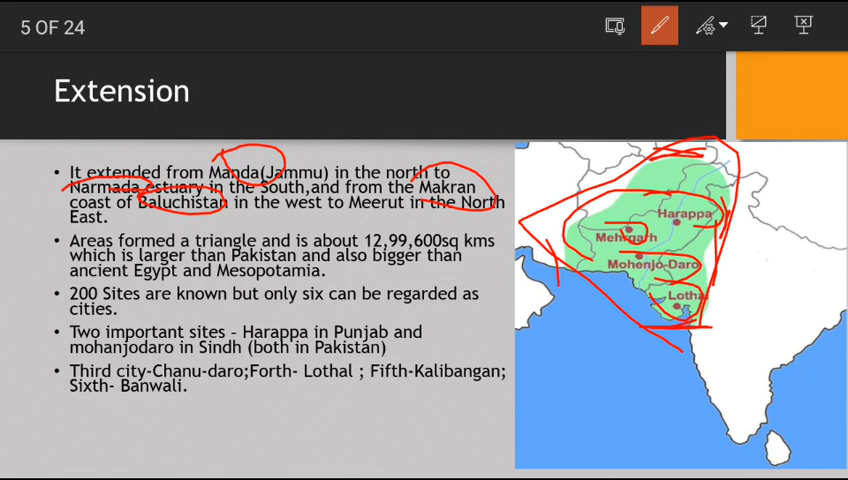 5 OF 24
Extension
• It extended from Manda(Jammu) in the north to
Narmada estuary in the South,and from the Makran
coast of Baluchistan in the west to Meerut in the North
East.
• Areas formed a triangle and is about 12,99,600sq kms
which is larger than Pakistan and also bigger than
ancient Egypt and Mesopotamia.
• 200 Sites are known but only six can be regarded as
cities.
• Two important sites - Harappa in Punjab and
mohanjodaro in Sindh (both in Pakistan)
• Third city-Chanu-daro;Forth- Lothal ; Fifth-Kalibangan;
Sixth- Banwali.
Harappa
Mehrgarh
Mohenjo-Daro
Lothal